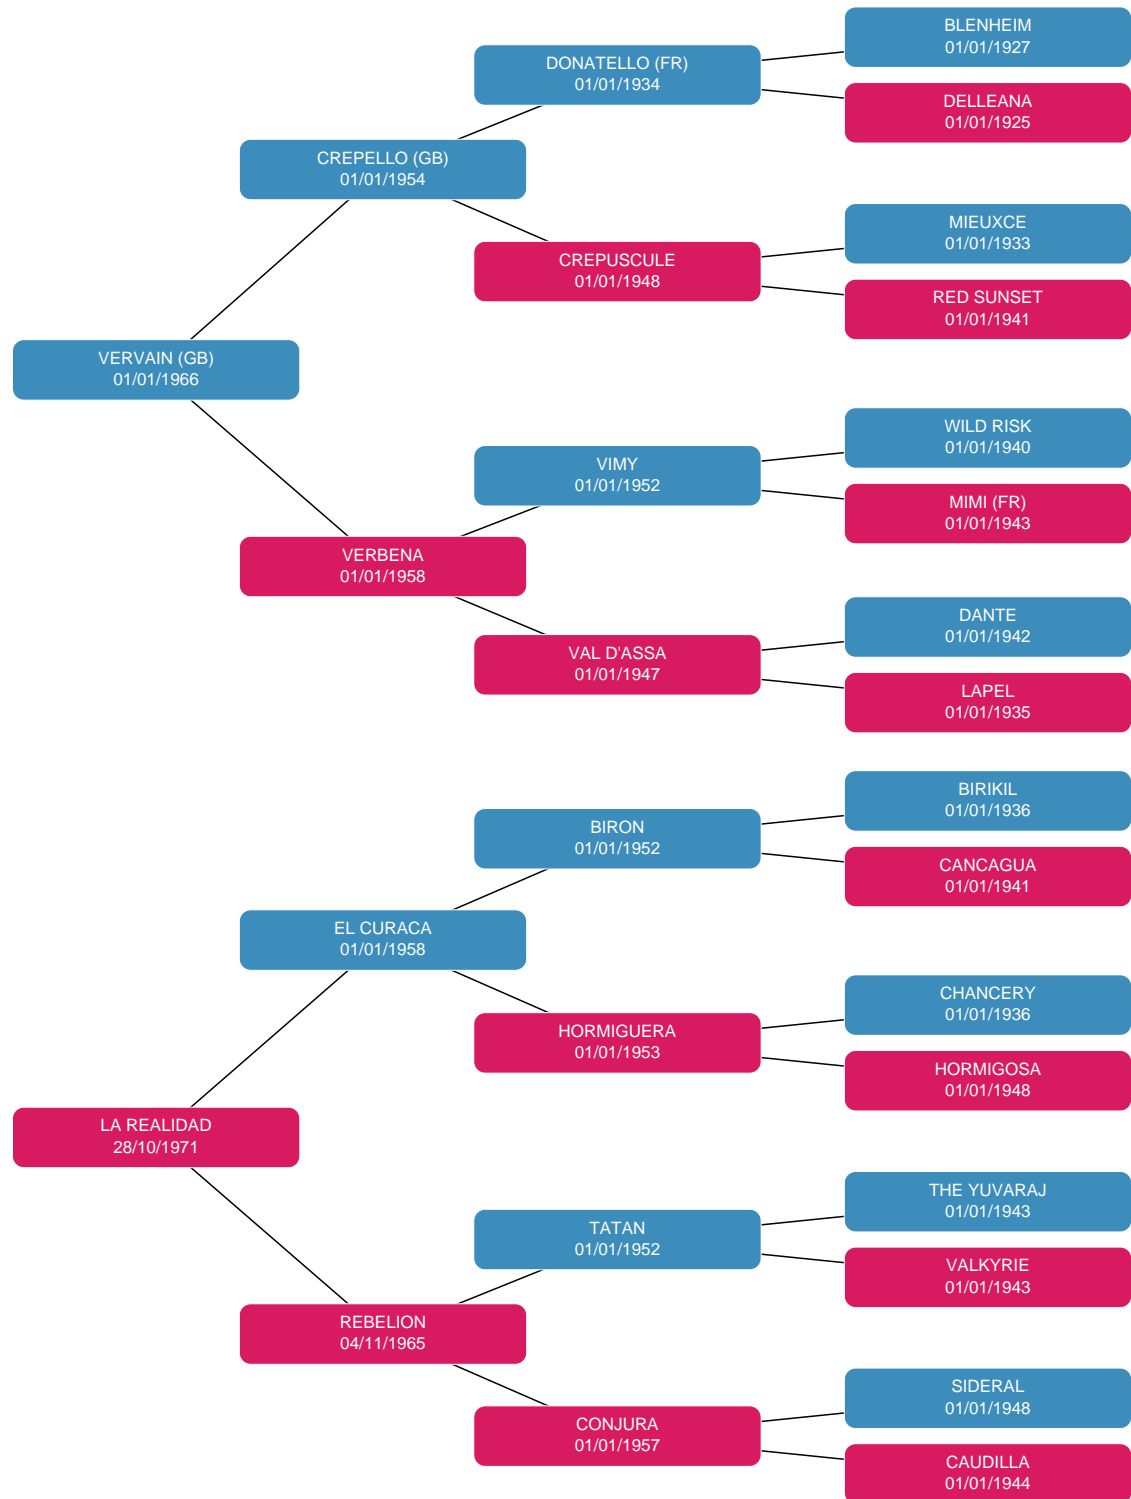 BLENHEIM
01/01/1927
DONATELLO (FR)
01/01/1934
DELLEANA
01/01/1925
CREPELLO (GB)
01/01/1954
MIEUXCE
01/01/1933
CREPUSCULE
01/01/1948
RED SUNSET
01/01/1941
VERVAIN (GB)
01/01/1966
WILD RISK
01/01/1940
VIMY
01/01/1952
MIMI (FR)
01/01/1943
VERBENA
01/01/1958
DANTE
01/01/1942
VAL D'ASSA
01/01/1947
LAPEL
01/01/1935
BIRIKIL
01/01/1936
BIRON
01/01/1952
CANCAGUA
01/01/1941
EL CURACA
01/01/1958
CHANCERY
01/01/1936
HORMIGUERA
01/01/1953
HORMIGOSA
01/01/1948
LA REALIDAD
28/10/1971
THE YUVARAJ
01/01/1943
TATAN
01/01/1952
VALKYRIE
01/01/1943
REBELION
04/11/1965
SIDERAL
01/01/1948
CONJURA
01/01/1957
CAUDILLA
01/01/1944